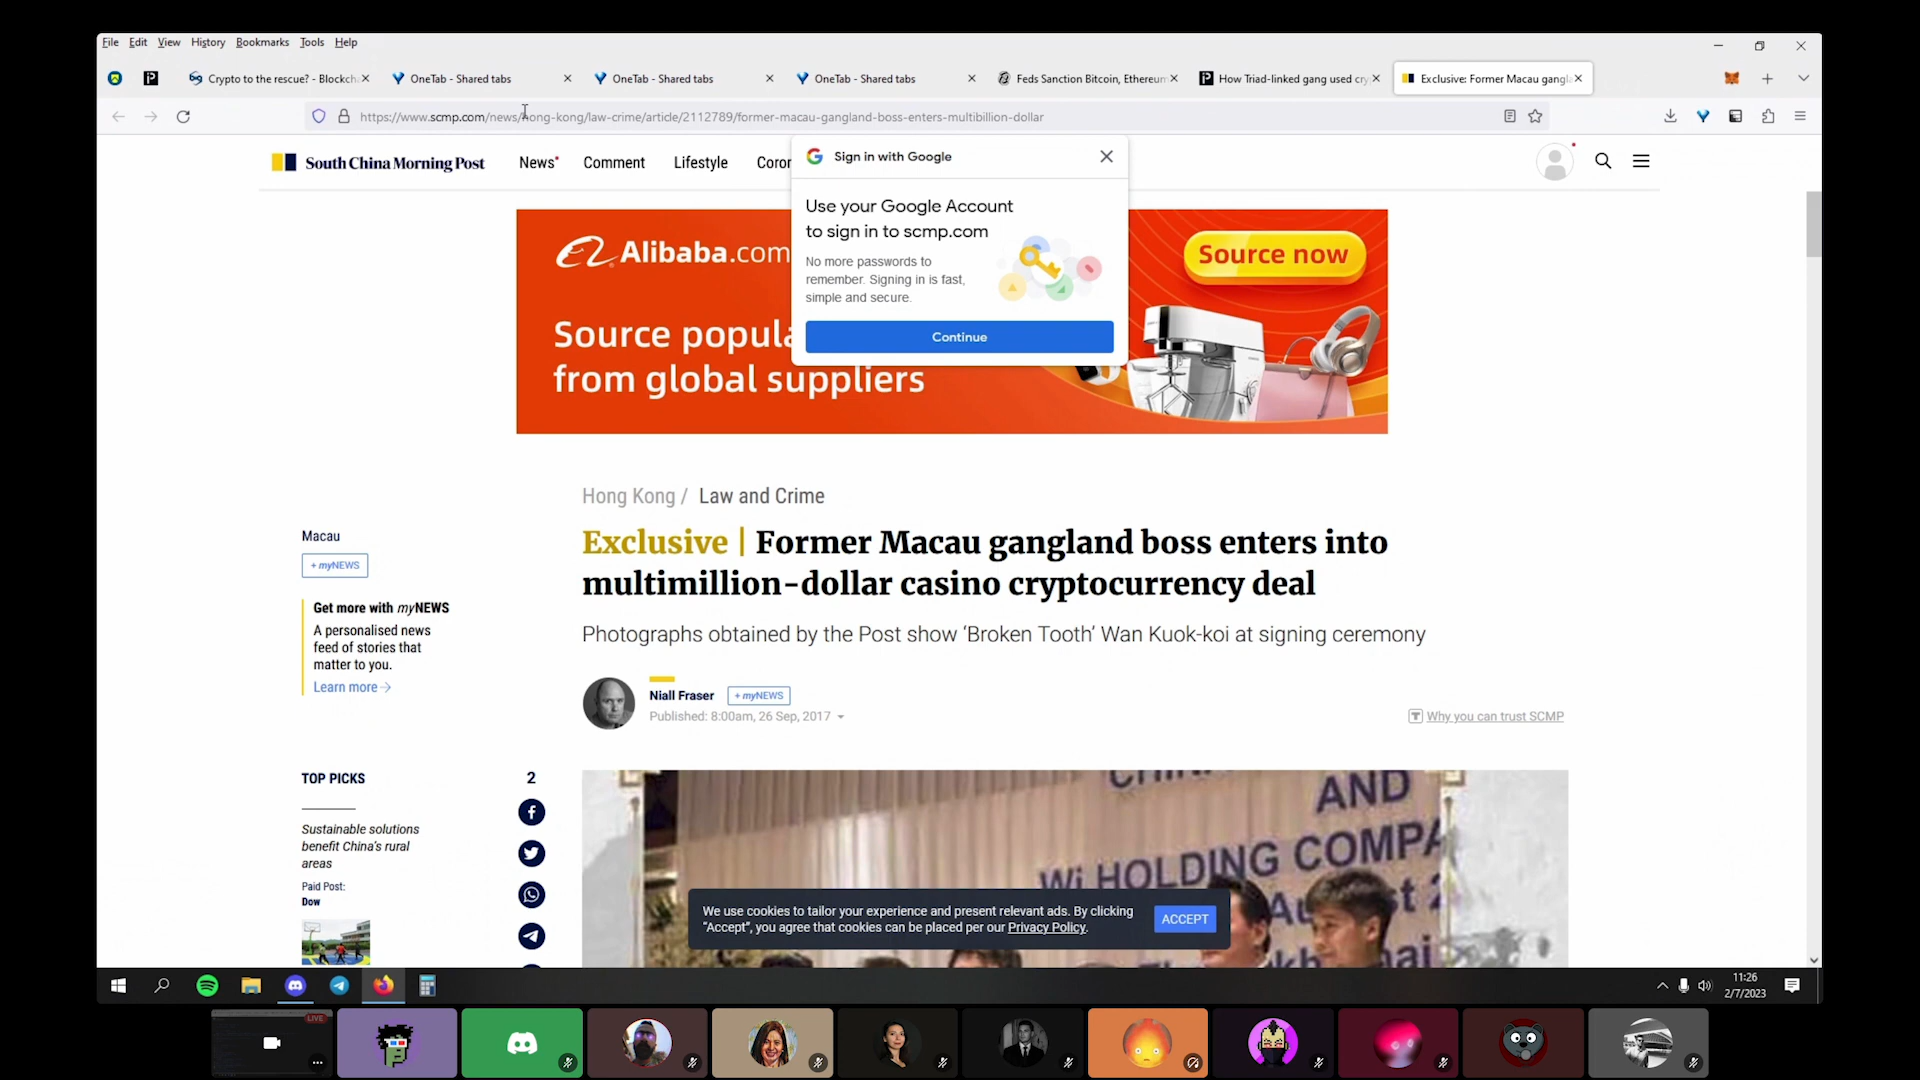 File Edit View History Bookmarks Tools Help
Crypto to the rescue? - Blockch
OneTab - Shared tabs
OneTab - Shared tabs
OneTab - Shared tabs
Feds Sanction Bitcoin, Ethereum
How Triad-linked gang used cry
Exclusive: Former Macau gangl
https://www.scmp.com/news/hong-kong/law-crime/article/2112789/former-macau-gangland-boss-enters-multibillion-dollar
South China Morning Post
News
Comment
Lifestyle
Coron
Sign in with Google
Use your Google Account
to sign in to scmp.com
No more passwords to
remember. Signing in is fast,
simple and secure.
Continue
Alibaba.com
Source popula
from global suppliers
Source now
Hong Kong / Law and Crime
Exclusive | Former Macau gangland boss enters into
multimillion-dollar casino cryptocurrency deal
Photographs obtained by the Post show ‘Broken Tooth’ Wan Kuok-koi at signing ceremony
Macau
+ myNEWS
Get more with myNEWS
A personalised news
feed of stories that
matter to you.
Learn more
Niall Fraser
+ myNEWS
Published: 8:00am, 26 Sep, 2017
Why you can trust SCMP
TOP PICKS
Sustainable solutions
benefit China’s rural
areas
Paid Post:
Dow
2
AND
Wi HOLDING COMPA
We use cookies to tailor your experience and present relevant ads. By clicking
"Accept", you agree that cookies can be placed per our Privacy Policy.
ACCEPT
11:26
2/7/2023
LIVE